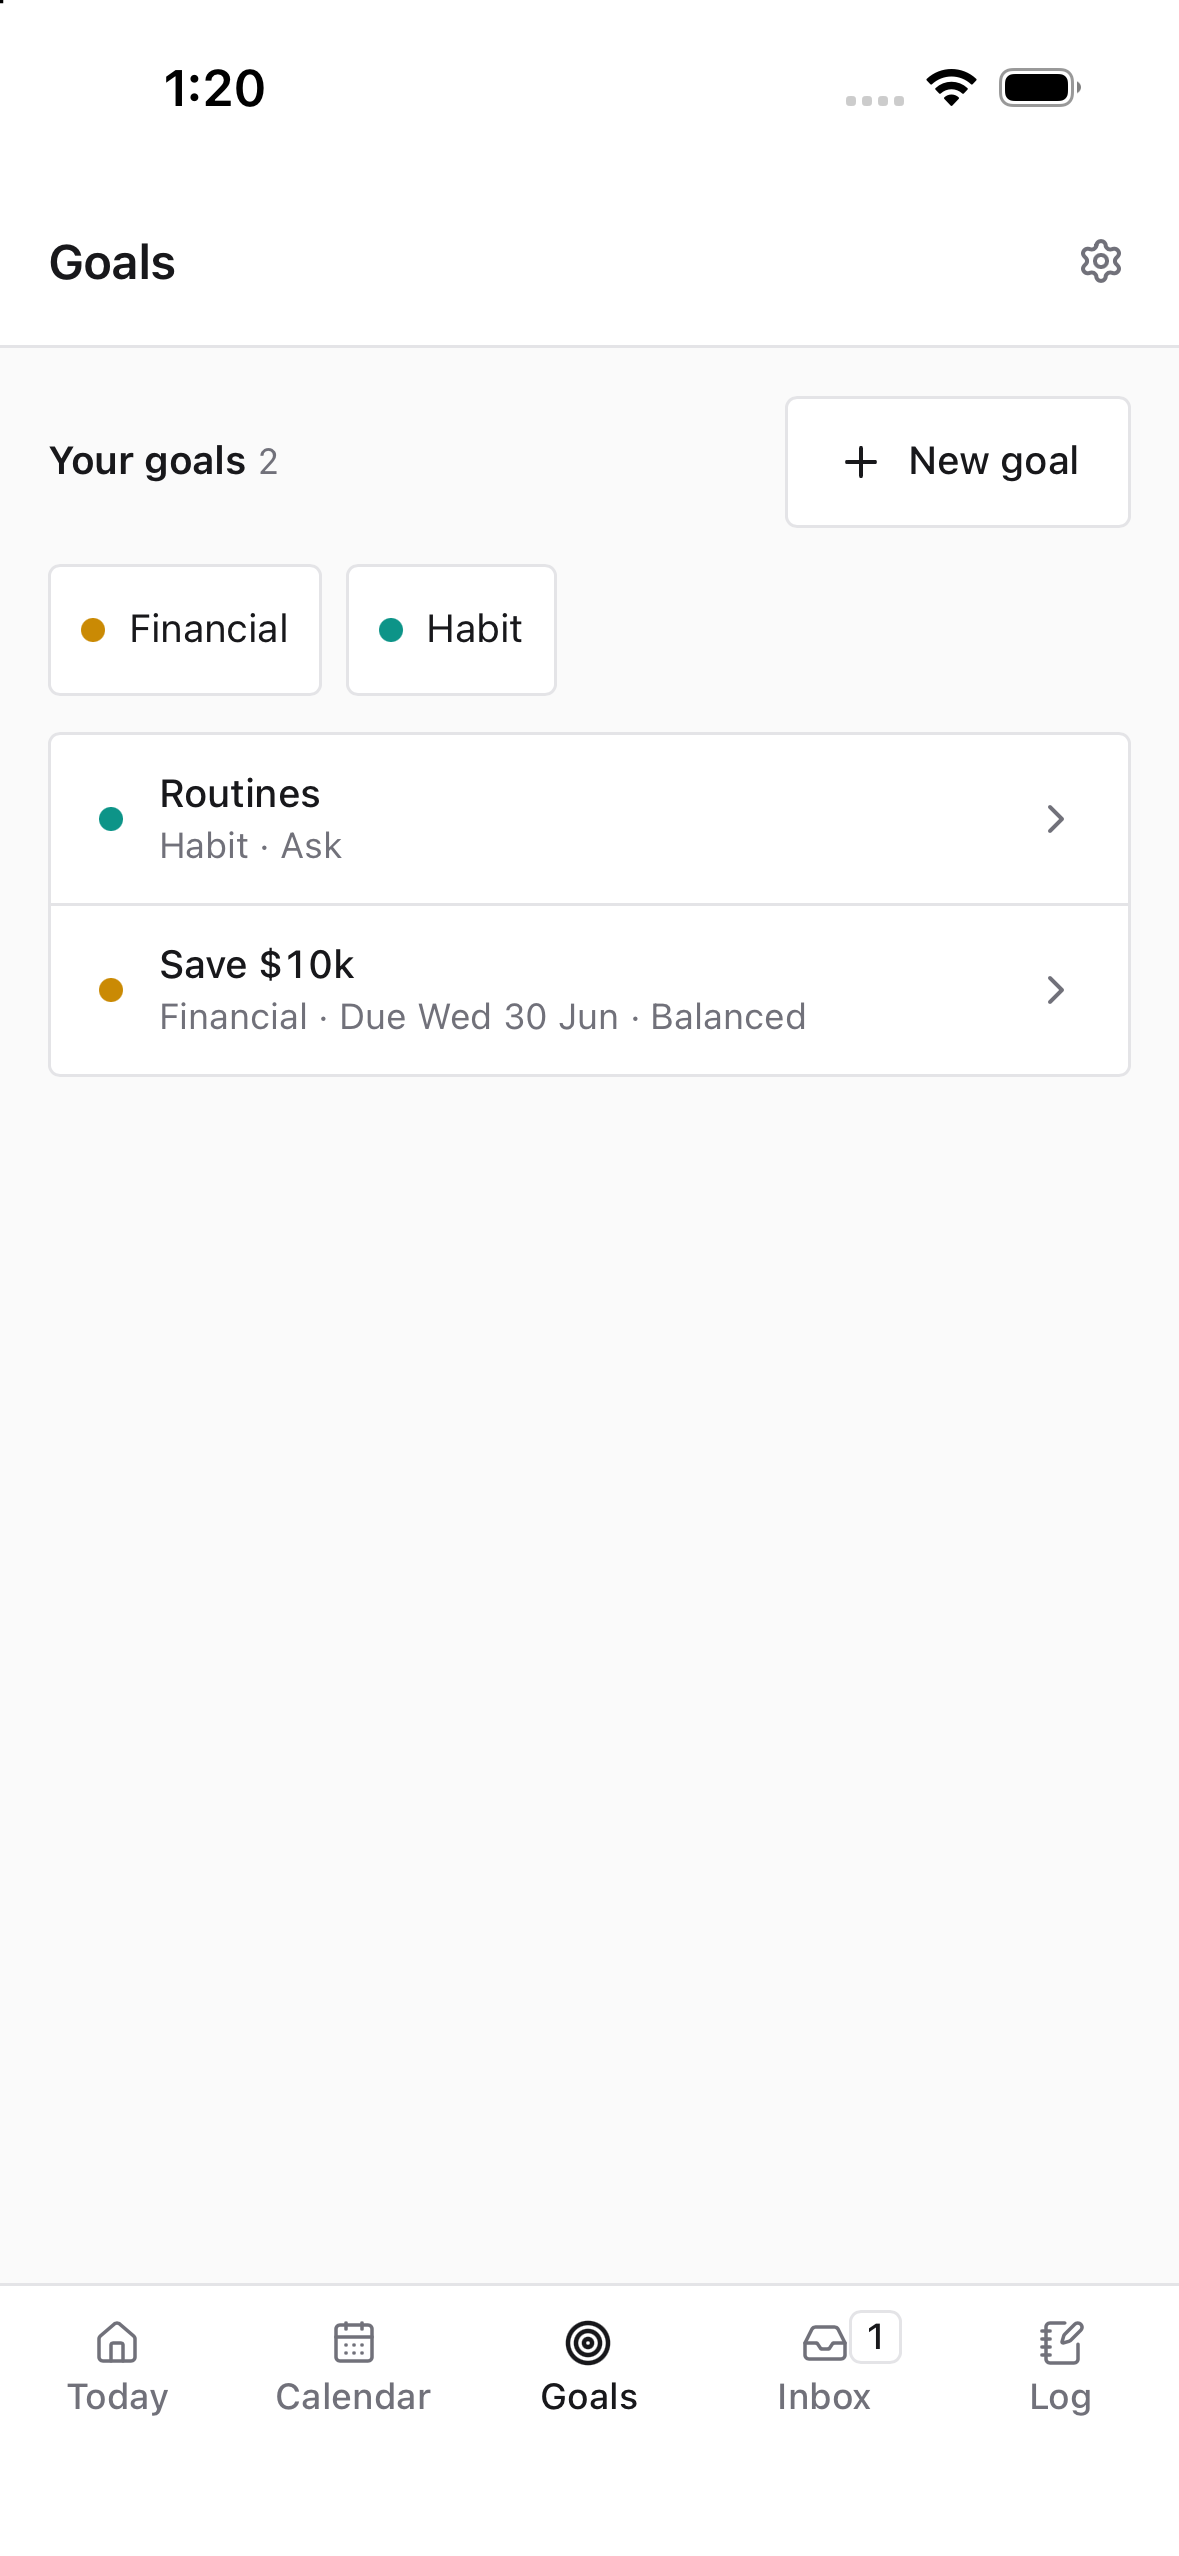 1:20
Goals
Your goals 2
New goal
Financial
Habit
Routines
Habit · Ask
Save $10k
Financial · Due Wed 30 Jun · Balanced
1
Today
Calendar
Goals
Inbox
Log